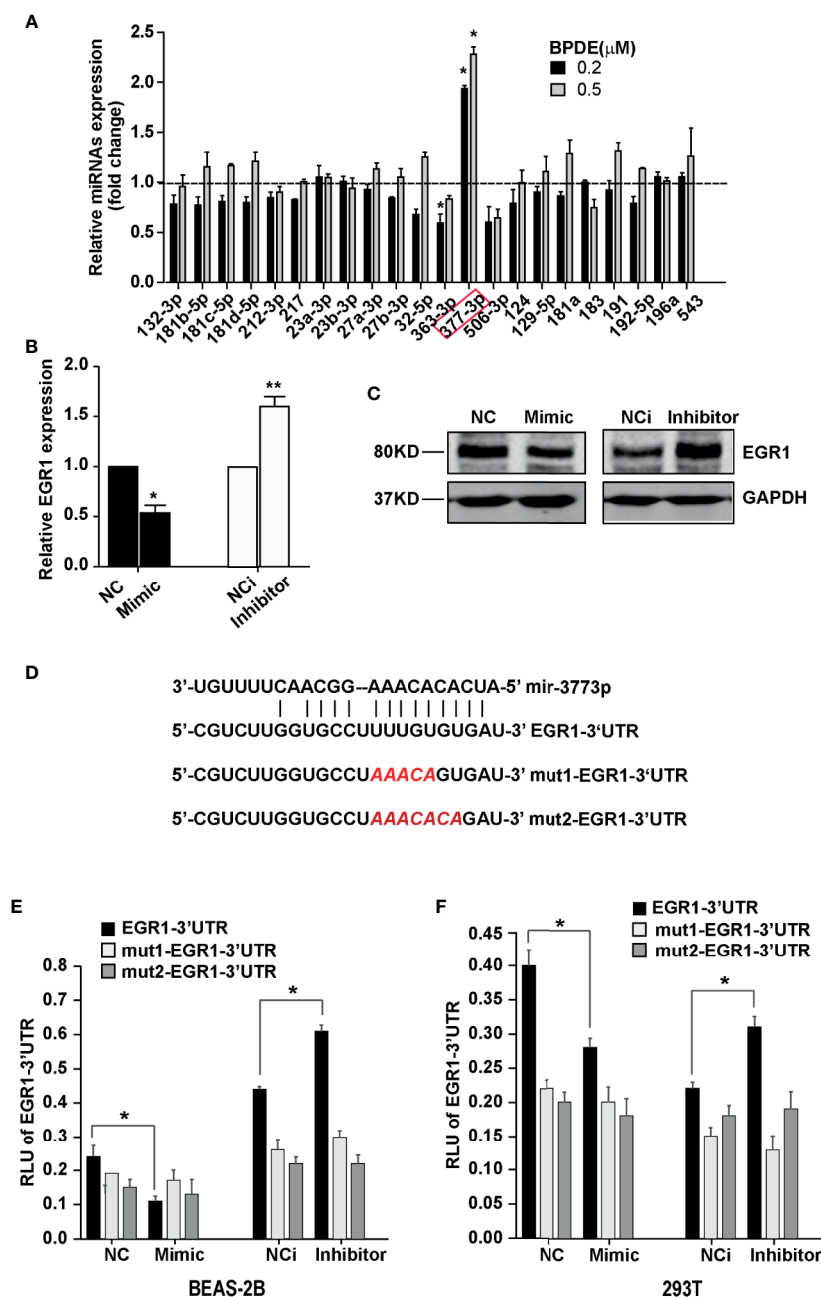 A
Relative miRNAs expression
(fold change)
2.5
2.0
1.5
1.0
0.5
0.0
BPDE(μM)
0.2
0.5
*
*
*
132-3p
181b-5p
181c-5p
181d-5p
212-3p
217
23a-3p
23b-3p
27a-3p
27b-3p
32-5p
363-3p
377-3p
506-3p
124
129-5p
181a
183
191
192-5p
196a
543
B
Relative EGR1 expression
2.0
1.5
1.0
0.5
0.0
*
**
NC
Mimic
NCi
Inhibitor
C
NC Mimic NCi Inhibitor
80KD EGR1
37KD GAPDH
D
3'-UGUUUUCAACGG--AAACACACUA-5' mir-3773p
5'-CGUCUUGGUGCCUUUUGUGUGAU-3' EGR1-3'UTR
5'-CGUCUUGGUGCCUAAACAGUGAU-3' mut1-EGR1-3'UTR
5'-CGUCUUGGUGCCUAAACACAGAU-3' mut2-EGR1-3'UTR
E
EGR1-3'UTR
mut1-EGR1-3'UTR
mut2-EGR1-3'UTR
RLU of EGR1-3'UTR
0.8
0.7
0.6
0.5
0.4
0.3
0.2
0.1
0.0
*
*
NC Mimic NCi Inhibitor
BEAS-2B
F
EGR1-3'UTR
mut1-EGR1-3'UTR
mut2-EGR1-3'UTR
RLU of EGR1-3'UTR
0.45
0.40
0.35
0.30
0.25
0.20
0.15
0.10
0.05
0.00
*
*
NC Mimic NCi Inhibitor
293T